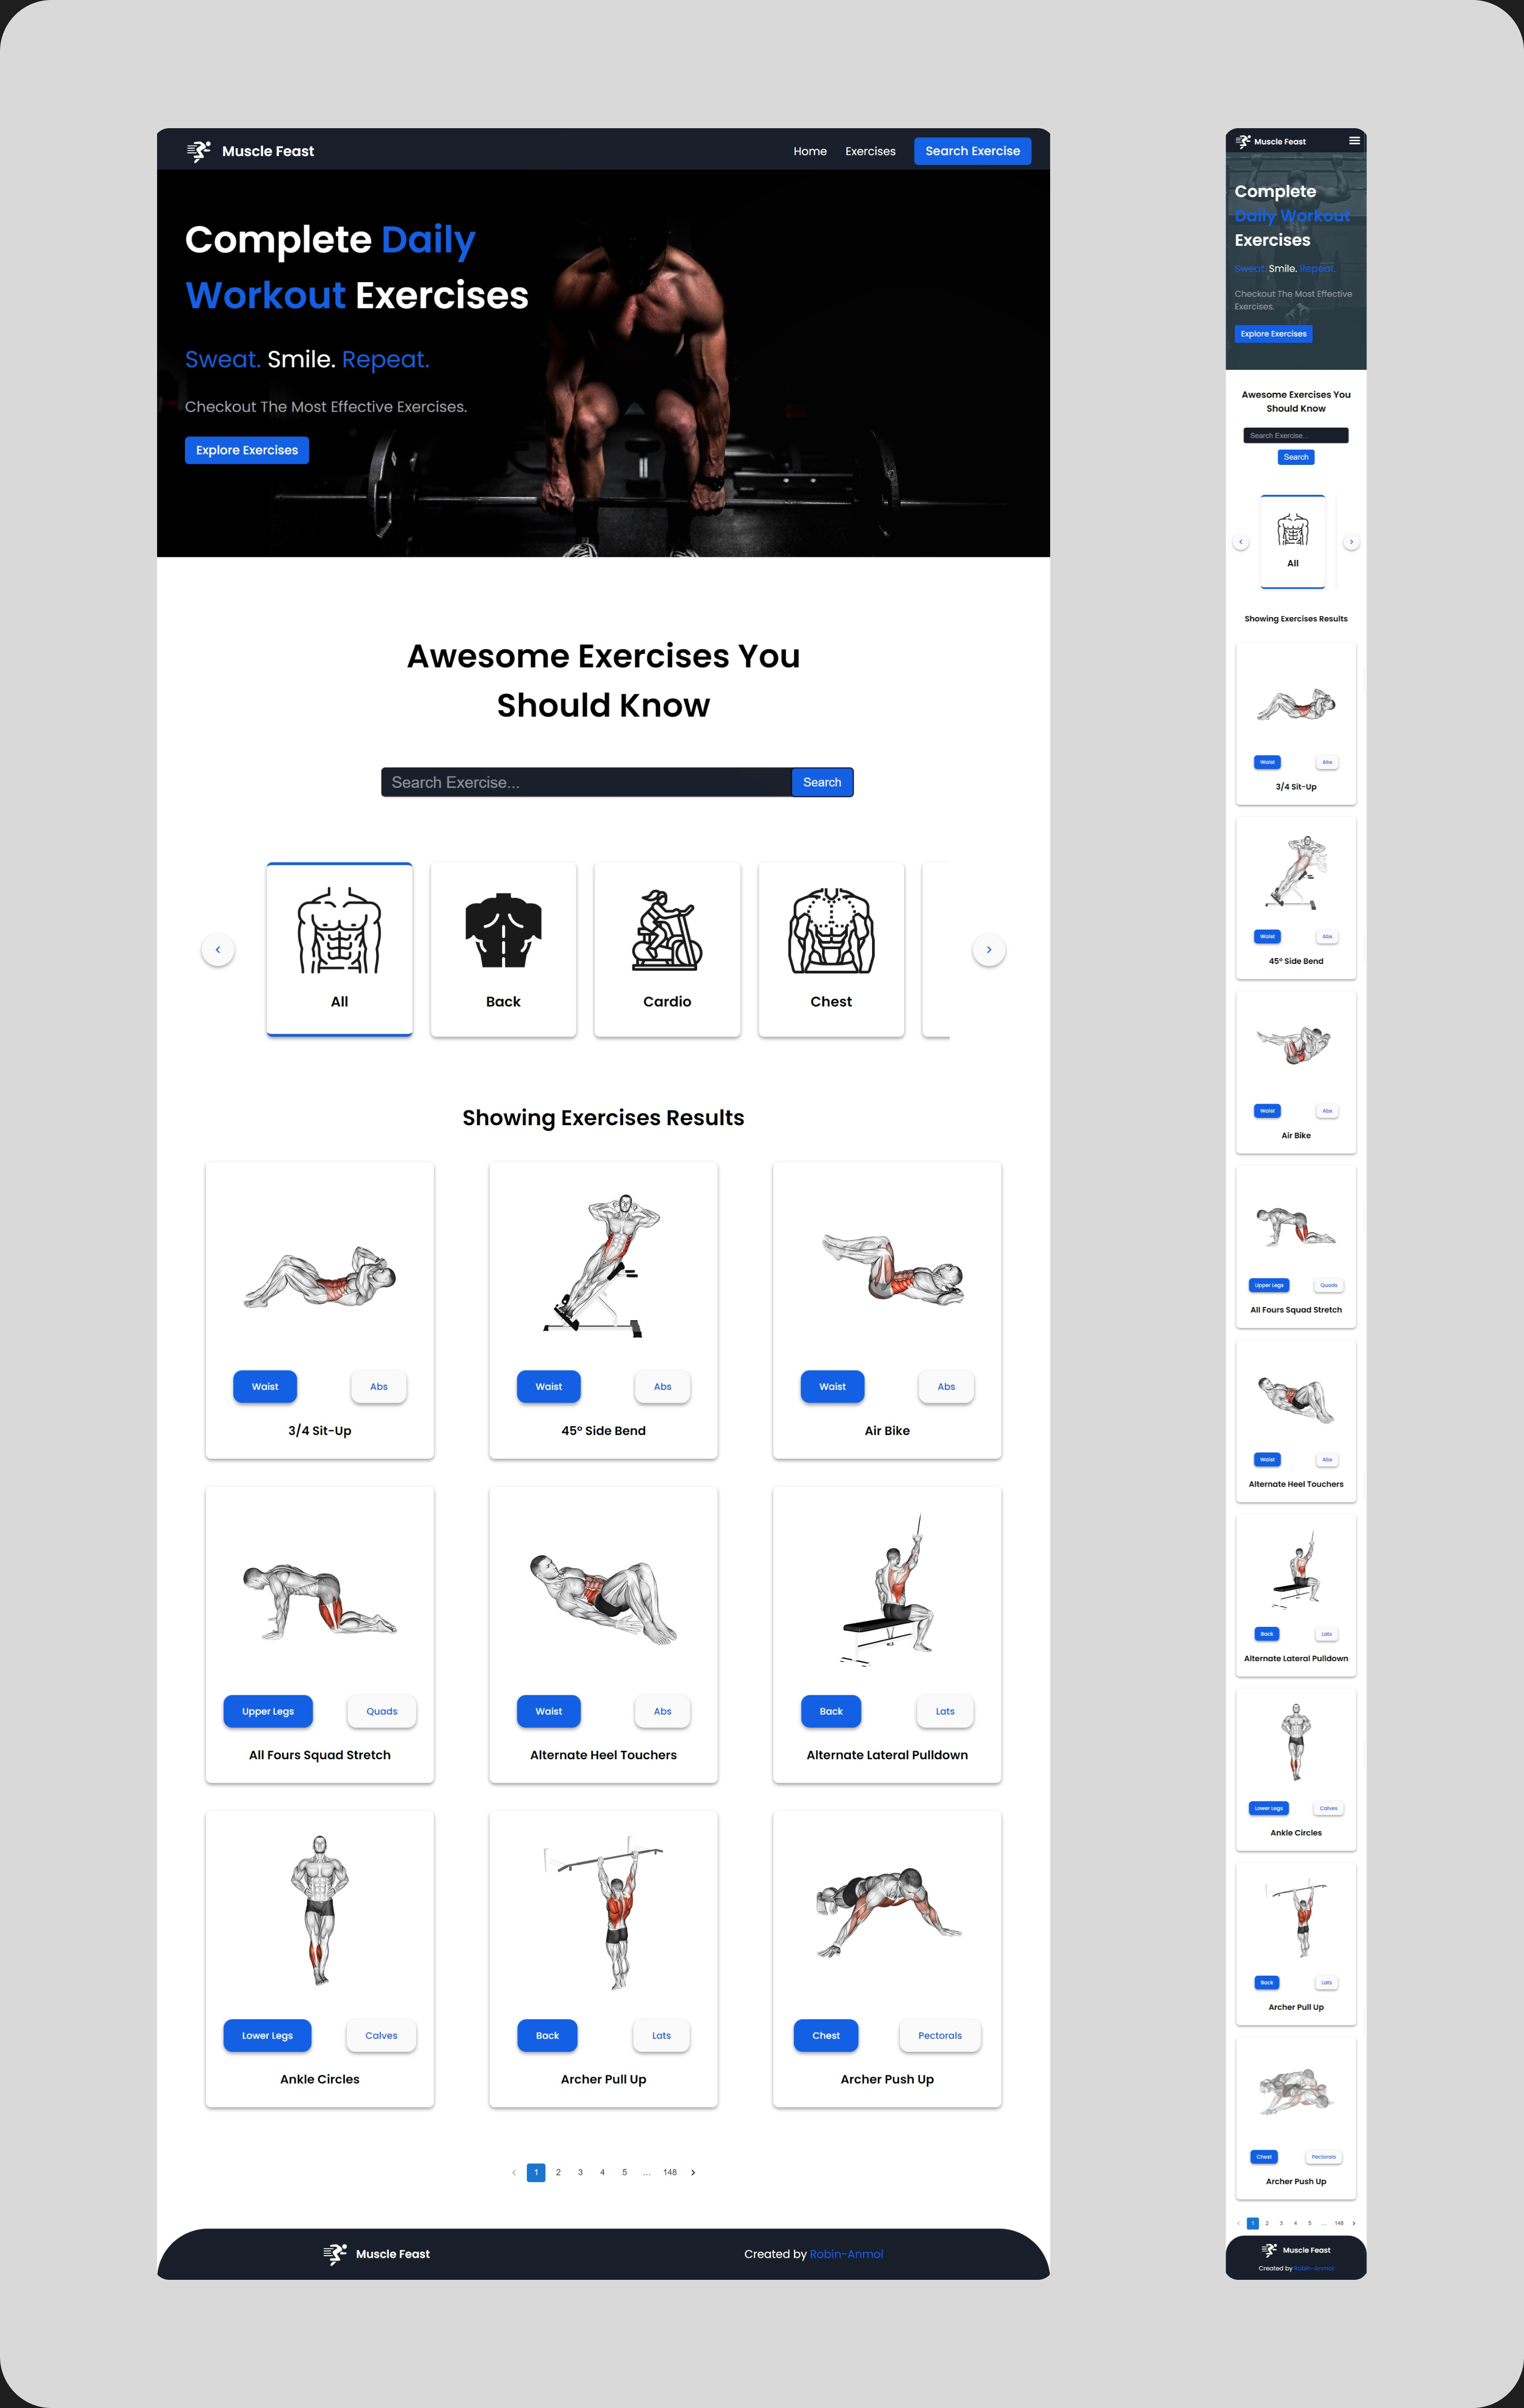 Muscle Feast
Home Exercises Search Exercise
Complete Daily
Workout Exercises
Sweat. Smile. Repeat.
Checkout The Most Effective Exercises.
Explore Exercises
Awesome Exercises You
Should Know
Search Exercise... Search
All Back Cardio Chest
Showing Exercises Results
Waist Abs
3/4 Sit-Up
Waist Abs
45° Side Bend
Waist Abs
Air Bike
Upper Legs Quads
All Fours Squad Stretch
Waist Abs
Alternate Heel Touchers
Back Lats
Alternate Lateral Pulldown
Lower Legs Calves
Ankle Circles
Back Lats
Archer Pull Up
Chest Pectorals
Archer Push Up
1 2 3 4 5 ... 148
Muscle Feast
Created by Robin-Anmol
Muscle Feast
Complete
Daily Workout
Exercises
Sweat. Smile. Repeat.
Checkout The Most Effective
Exercises.
Explore Exercises
Awesome Exercises You
Should Know
Search Exercise...
Search
All
Showing Exercises Results
Waist Abs
3/4 Sit-Up
Waist Abs
45° Side Bend
Waist Abs
Air Bike
Upper Legs Quads
All Fours Squad Stretch
Waist Abs
Alternate Heel Touchers
Back Lats
Alternate Lateral Pulldown
Lower Legs Calves
Ankle Circles
Back Lats
Archer Pull Up
Chest Pectorals
Archer Push Up
1 2 3 4 5 ... 148
Muscle Feast
Created by Robin-Anmol